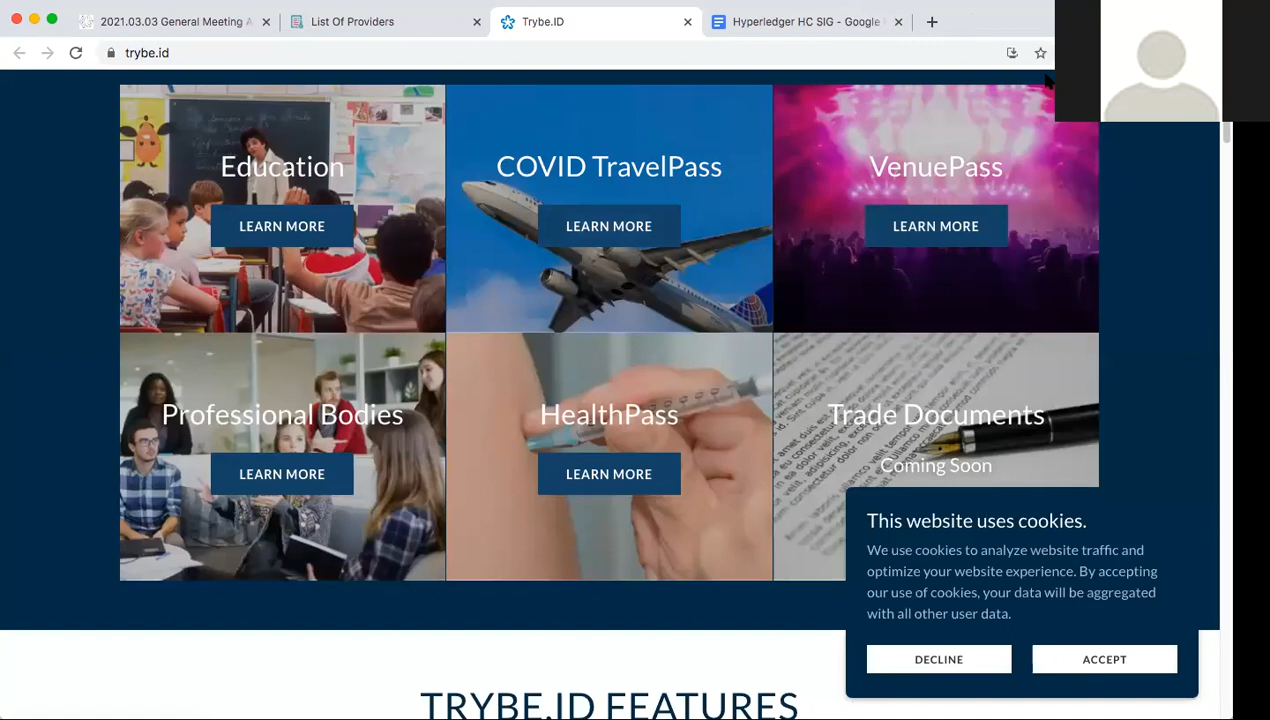 2021.03.03 General Meeting A
List Of Providers
Trybe.ID
Hyperledger HC SIG - Google
trybe.id
Education
LEARN MORE
COVID TravelPass
LEARN MORE
VenuePass
LEARN MORE
Professional Bodies
LEARN MORE
HealthPass
LEARN MORE
Trade Documents
Coming Soon
This website uses cookies.
We use cookies to analyze website traffic and
optimize your website experience. By accepting
our use of cookies, your data will be aggregated
with all other user data.
DECLINE
ACCEPT
TRYBE.ID FEATURES